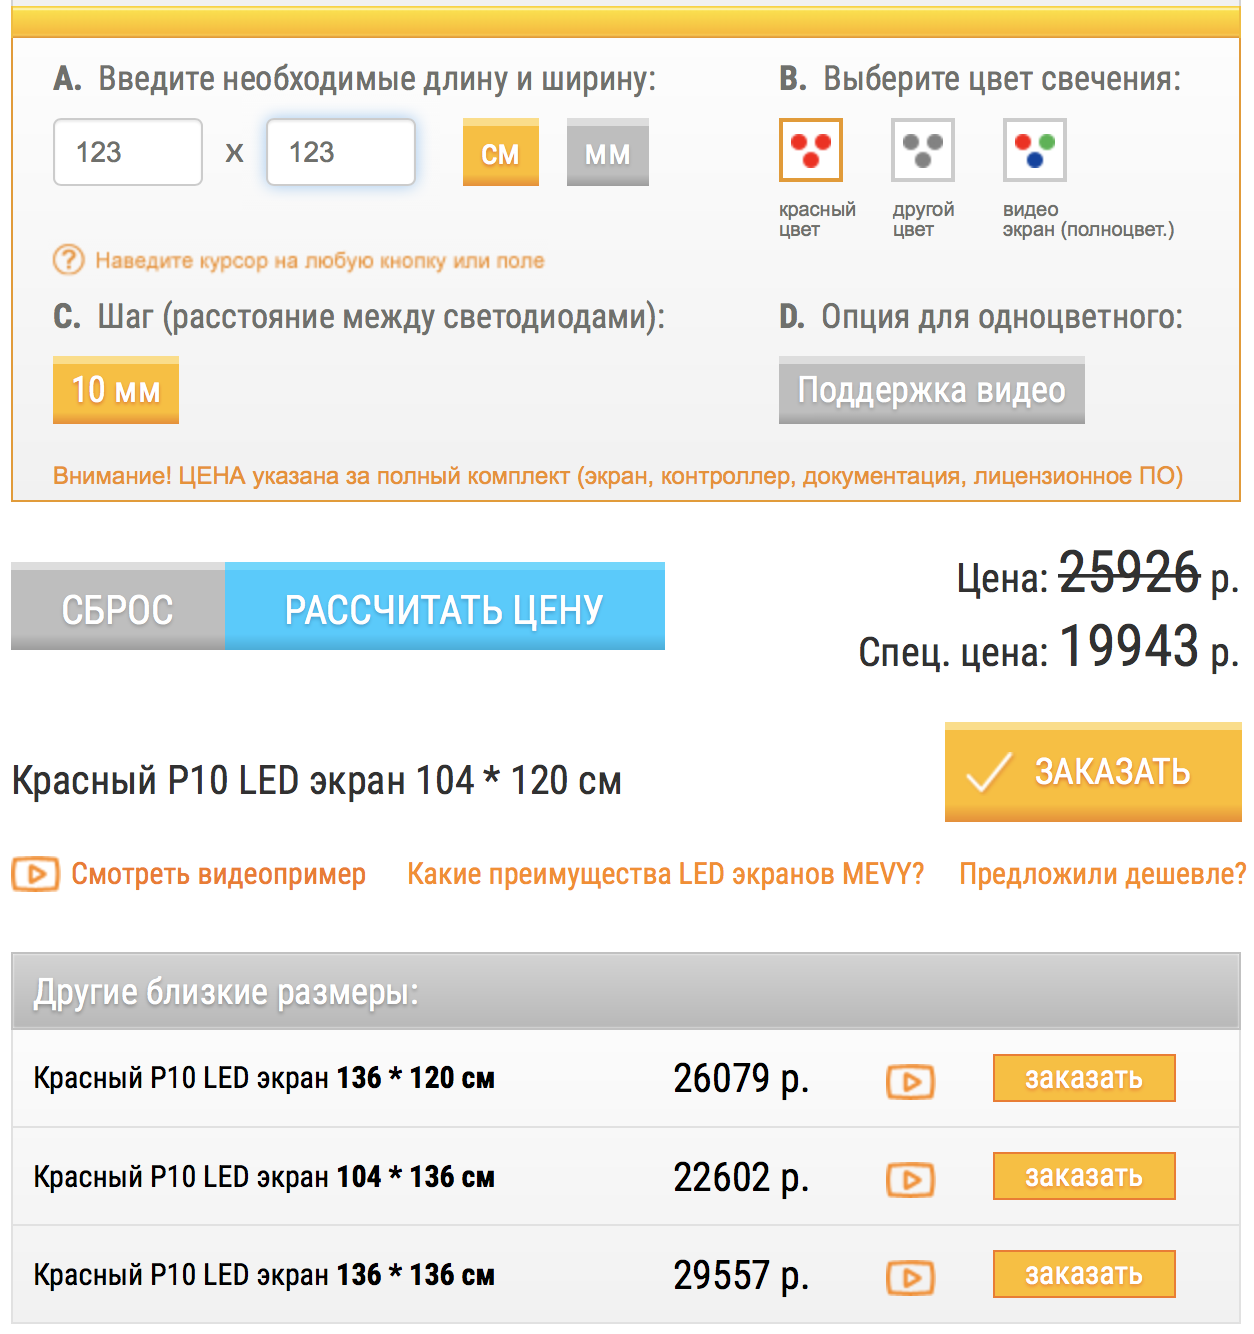 A. Введите необходимые длину и ширину:
123 x 123 см мм
Наведите курсор на любую кнопку или поле
B. Выберите цвет свечения:
красный цвет
другой цвет
видео экран (полноцвет.)
C. Шаг (расстояние между светодиодами):
10 мм
D. Опция для одноцветного:
Поддержка видео
Внимание! ЦЕНА указана за полный комплект (экран, контроллер, документация, лицензионное ПО)
СБРОС РАССЧИТАТЬ ЦЕНУ
Цена: 25926 р.
Спец. цена: 19943 р.
Красный P10 LED экран 104 * 120 см
ЗАКАЗАТЬ
Смотреть видеопример Какие преимущества LED экранов MEVY? Предложили дешевле?
Другие близкие размеры:
Красный P10 LED экран 136 * 120 см 26079 р. заказать
Красный P10 LED экран 104 * 136 см 22602 р. заказать
Красный P10 LED экран 136 * 136 см 29557 р. заказать